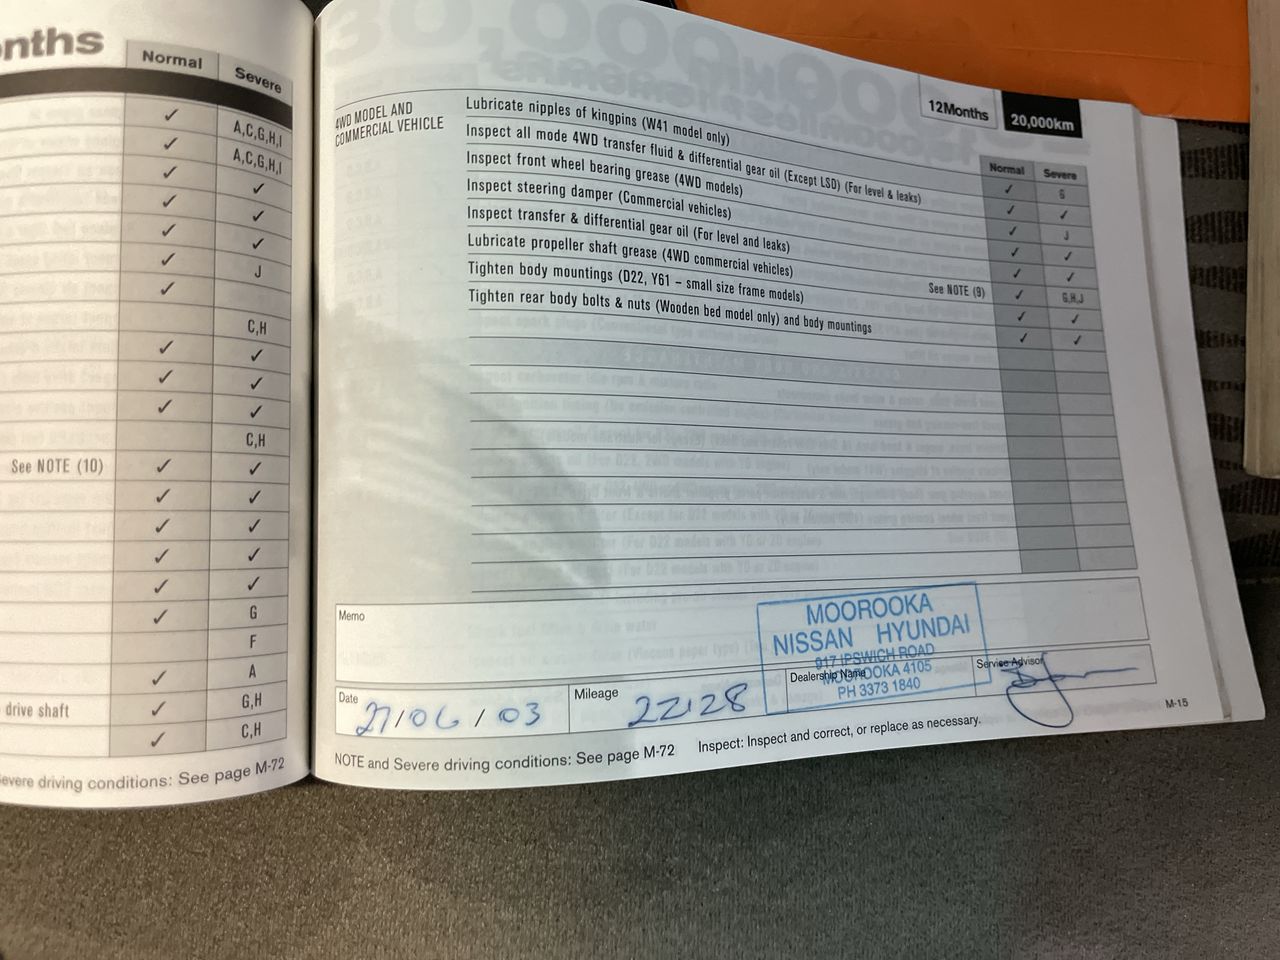 nths
Normal Severe
✓ A,C,G,H,I
✓ A,C,G,H,I
✓ ✓
✓ ✓
✓ ✓
✓ J
✓
C,H
✓ ✓
✓ ✓
✓ ✓
C,H
See NOTE (10) ✓ ✓
✓ ✓
✓ ✓
✓ ✓
✓ ✓
✓ G
F
✓ A
drive shaft ✓ G,H
✓ C,H
evere driving conditions: See page M-72
12Months 20,000km
Normal Severe
4WD MODEL AND
COMMERCIAL VEHICLE
Lubricate nipples of kingpins (W41 model only) ✓ G
Inspect all mode 4WD transfer fluid & differential gear oil (Except LSD) (For level & leaks) ✓ ✓
Inspect front wheel bearing grease (4WD models) ✓ J
Inspect steering damper (Commercial vehicles) ✓ ✓
Inspect transfer & differential gear oil (For level and leaks) ✓ ✓
Lubricate propeller shaft grease (4WD commercial vehicles) See NOTE (9) ✓ G,H,J
Tighten body mountings (D22, Y61 – small size frame models) ✓ ✓
Tighten rear body bolts & nuts (Wooden bed model only) and body mountings ✓ ✓
Memo
MOOROOKA
NISSAN HYUNDAI
917 IPSWICH ROAD
MOOROOKA 4105
PH 3373 1840
Date 27/06/03
Mileage 22128
Dealership Name
Service Advisor
NOTE and Severe driving conditions: See page M-72 Inspect: Inspect and correct, or replace as necessary.
M-15